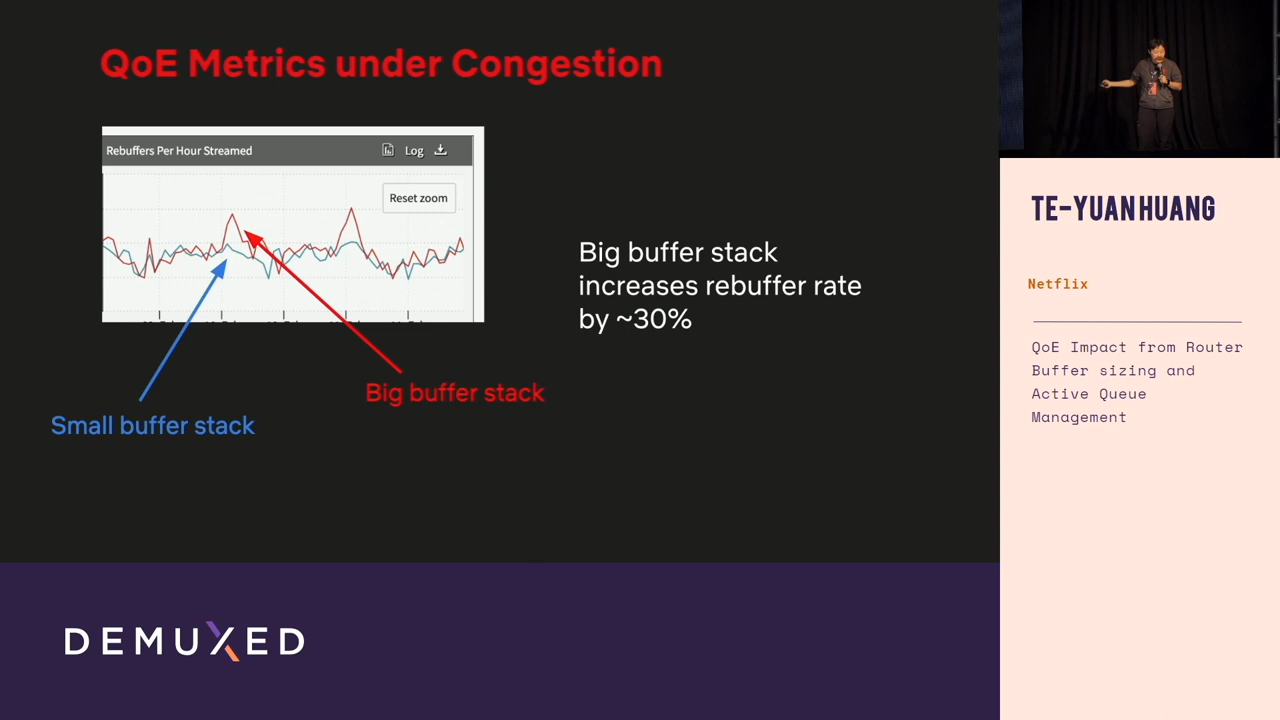 QoE Metrics under Congestion
Rebuffers Per Hour Streamed
Log
Reset zoom
Big buffer stack
increases rebuffer rate
by ~30%
Big buffer stack
Small buffer stack
DEMUXED
TE-YUAN HUANG
Netflix
QoE Impact from Router
Buffer sizing and
Active Queue
Management